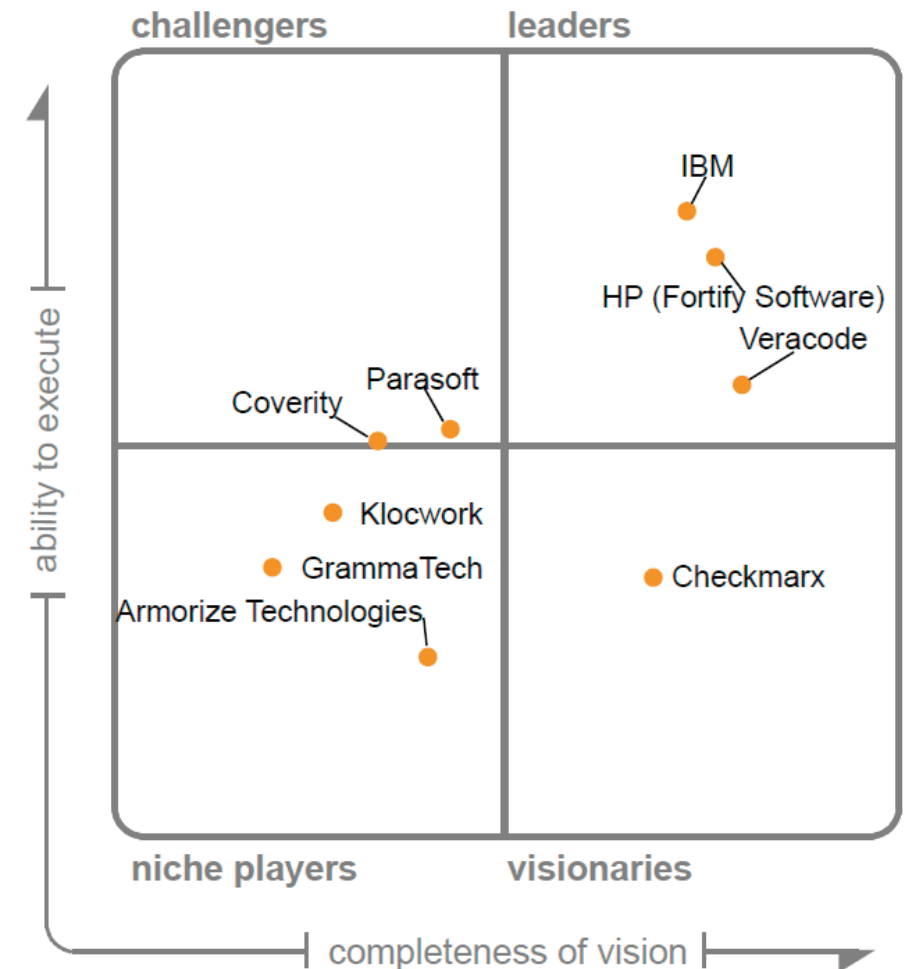 challengers
leaders
IBM
HP (Fortify Software)
Veracode
Parasoft
Coverity
Klocwork
GrammaTech
Checkmarx
Armorize Technologies
niche players
visionaries
ability to execute
completeness of vision